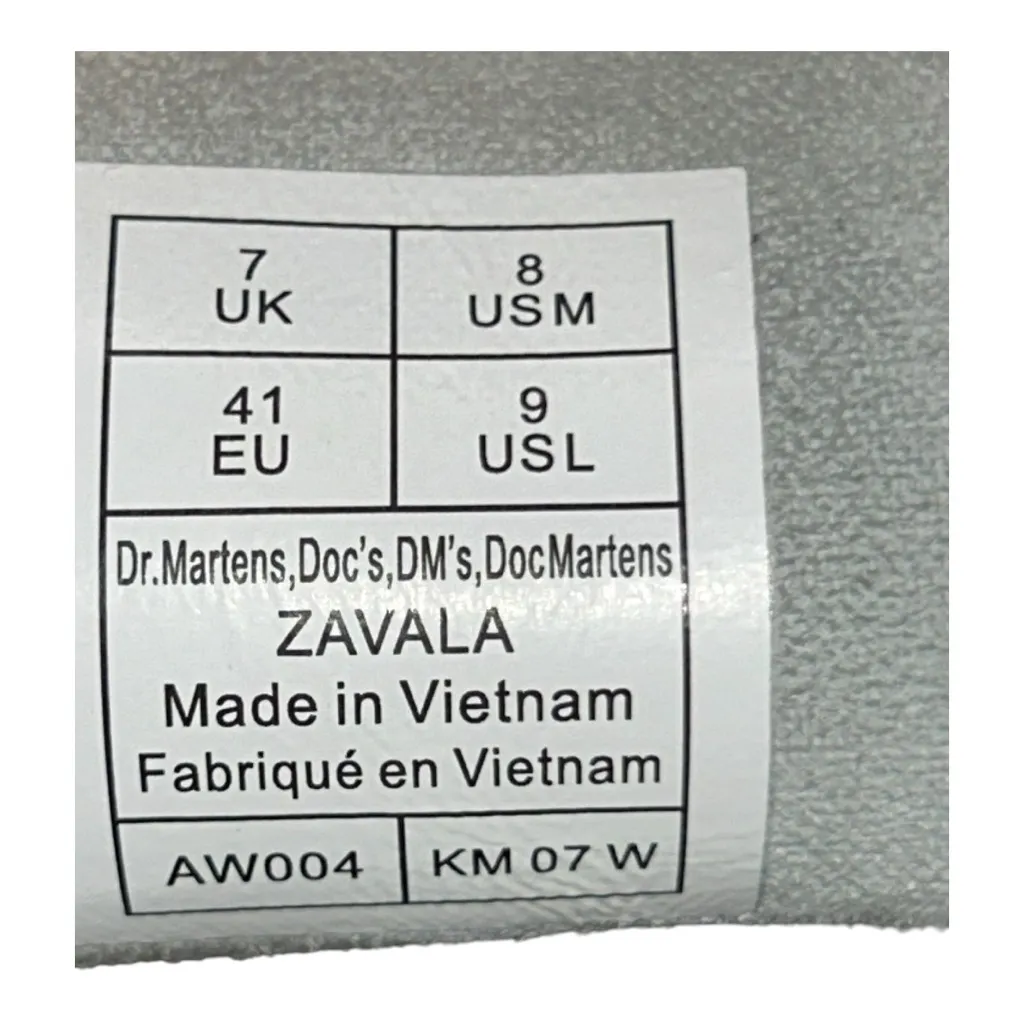 7
UK
8
USM
41
EU
9
USL
Dr.Martens,Doc's,DM's,DocMartens
ZAVALA
Made in Vietnam
Fabriqué en Vietnam
AW004
KM 07 W